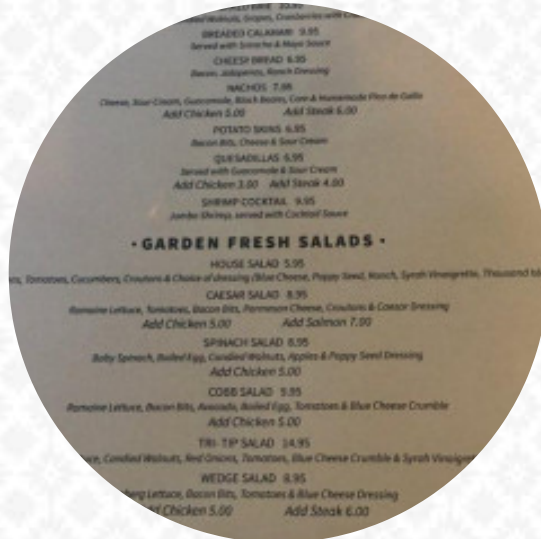 Walnuts, Grapes, Cranberries with
BREADED CALAMARI 9.95
Served with Sriracha & Mayo Sauce
CHEESY BREAD 6.95
Bacon, Jalapenos, Ranch Dressing
NACHOS 7.95
Cheese, Sour Cream, Guacamole, Black Beans, Corn & Homemade Pico de Gallo
Add Chicken 5.00 Add Steak 6.00
POTATO SKINS 6.95
Bacon Bits, Cheese & Sour Cream
QUESADILLAS 6.95
Served with Guacamole & Sour Cream
Add Chicken 3.00 Add Steak 4.00
SHRIMP COCKTAIL 9.95
Jumbo Shrimp, served with Cocktail Sauce
• GARDEN FRESH SALADS •
HOUSE SALAD 5.95
Tomatoes, Cucumbers, Croutons & Choice of dressing (Blue Cheese, Poppy Seed, Ranch, Syrah Vinaigrette, Thousand
CAESAR SALAD 8.95
Romaine Lettuce, Tomatoes, Bacon Bits, Parmesan Cheese, Croutons & Caesar Dressing
Add Chicken 5.00 Add Salmon 7.00
SPINACH SALAD 8.95
Baby Spinach, Boiled Egg, Candied Walnuts, Apples & Poppy Seed Dressing
Add Chicken 5.00
COBB SALAD 9.95
Romaine Lettuce, Bacon Bits, Avocado, Boiled Egg, Tomatoes & Blue Cheese Crumble
Add Chicken 5.00
TRI-TIP SALAD 14.95
Candied Walnuts, Red Onions, Tomatoes, Blue Cheese Crumble & Syrah
WEDGE SALAD 8.95
Lettuce, Bacon Bits, Tomatoes & Blue Cheese Dressing
Chicken 5.00 Add Steak 6.00